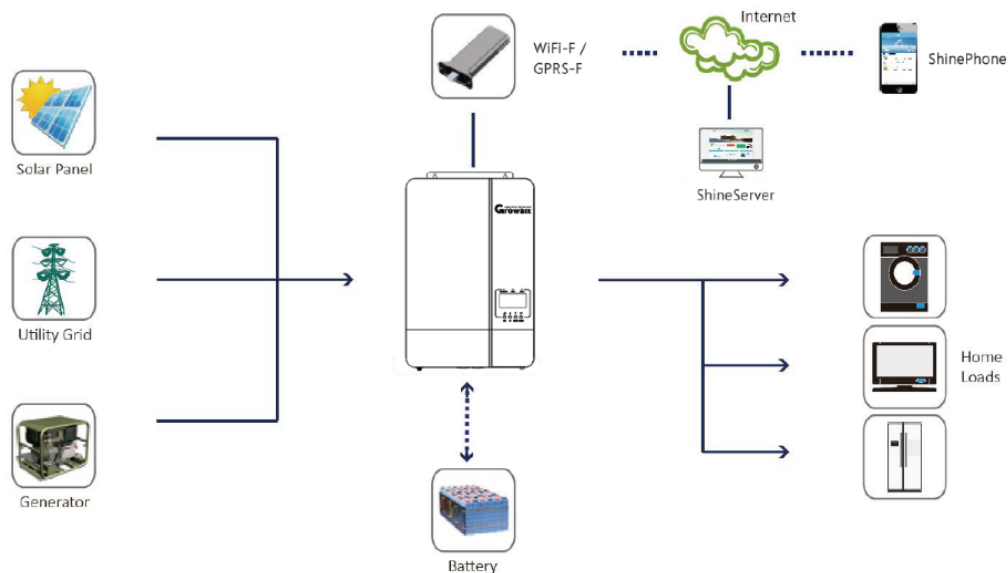 Internet
WiFi-F /
GPRS-F
ShinePhone
Solar Panel
ShineServer
Growatt
Utility Grid
Home
Loads
Generator
Battery